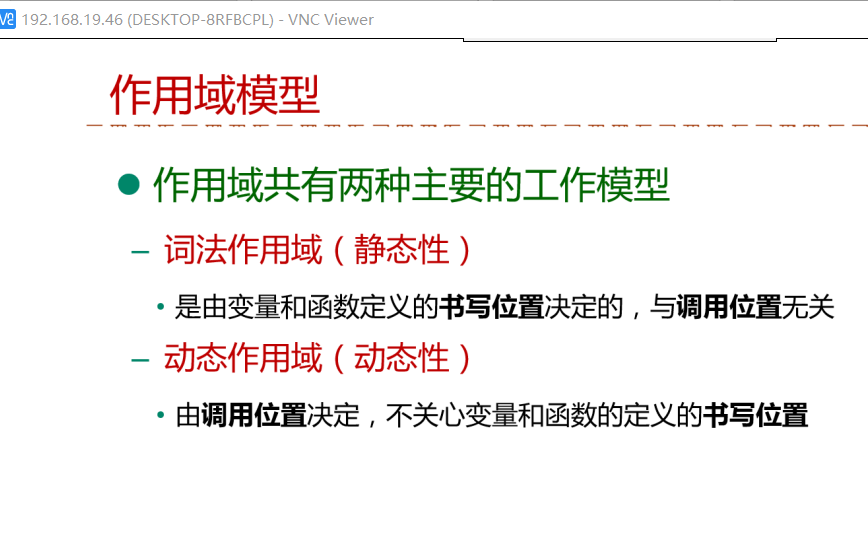 192.168.19.46 (DESKTOP-8RFBCPL) - VNC Viewer
作用域模型
● 作用域共有两种主要的工作模型
– 词法作用域（静态性）
• 是由变量和函数定义的书写位置决定的，与调用位置无关
– 动态作用域（动态性）
• 由调用位置决定，不关心变量和函数的定义的书写位置